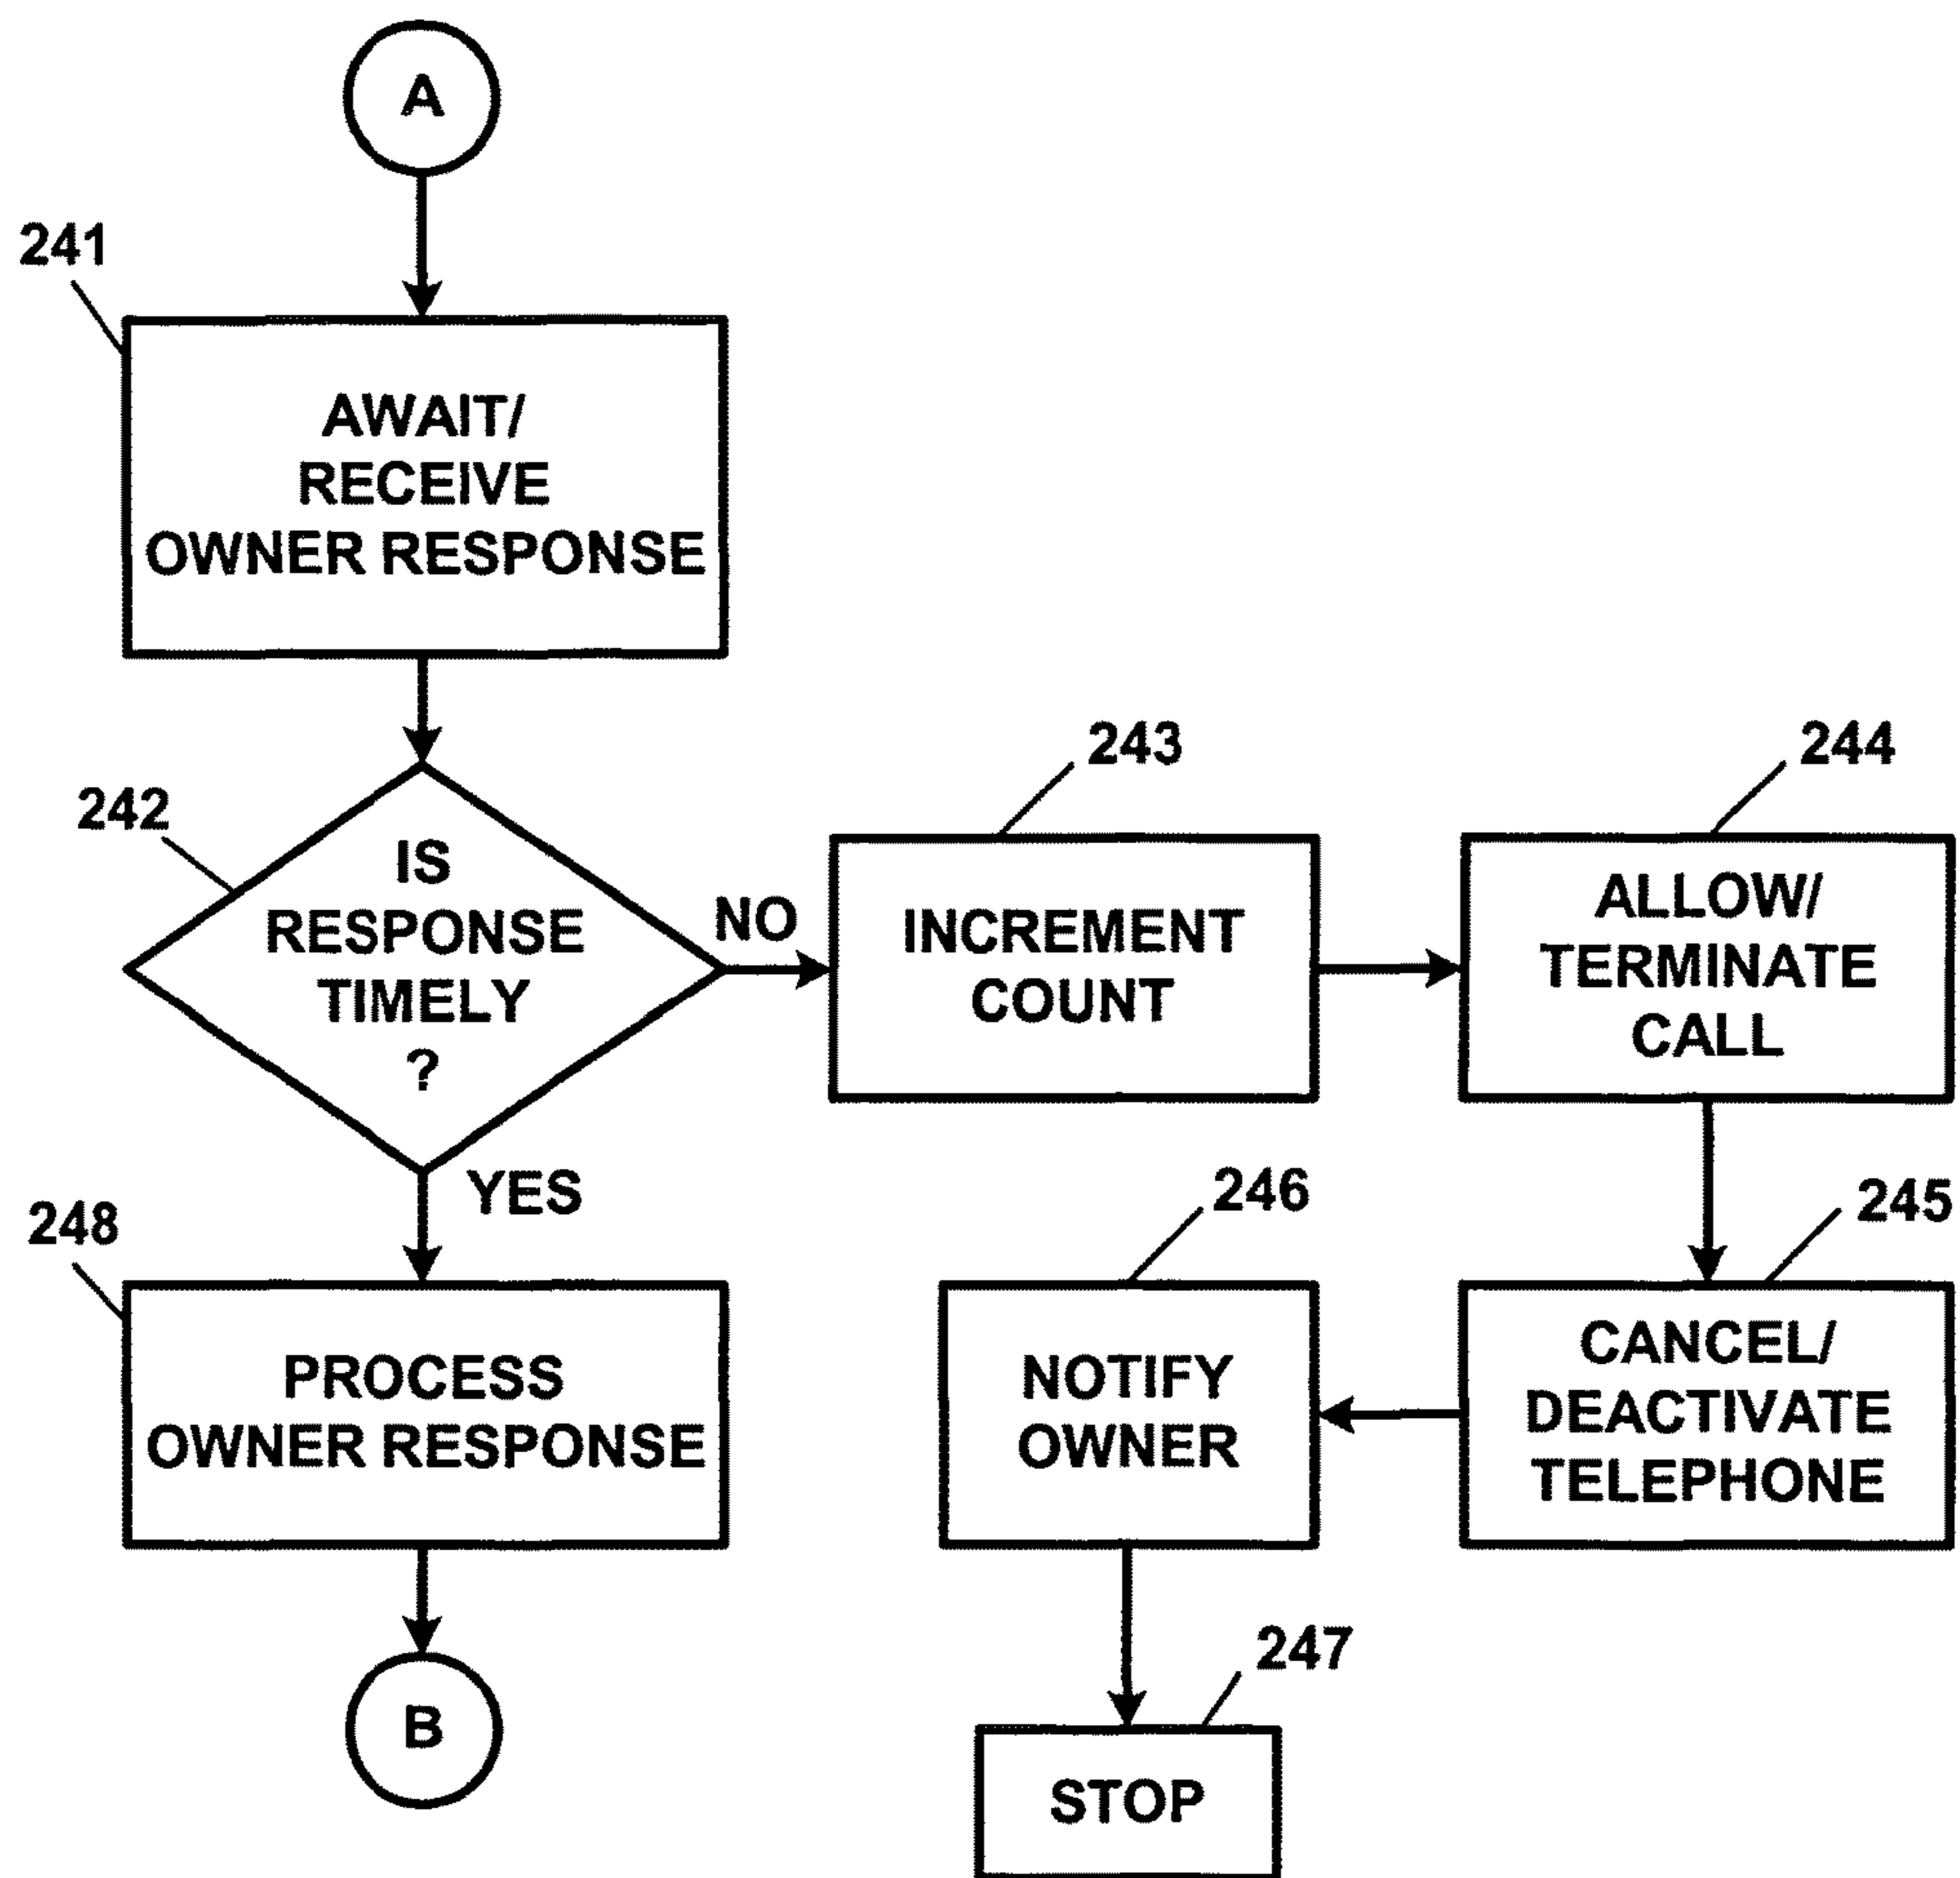 A
241
AWAIT/
RECEIVE
OWNER RESPONSE
242
IS
RESPONSE
TIMELY
?
NO
243
INCREMENT
COUNT
244
ALLOW/
TERMINATE
CALL
YES
245
CANCEL/
DEACTIVATE
TELEPHONE
246
NOTIFY
OWNER
247
STOP
248
PROCESS
OWNER RESPONSE
B